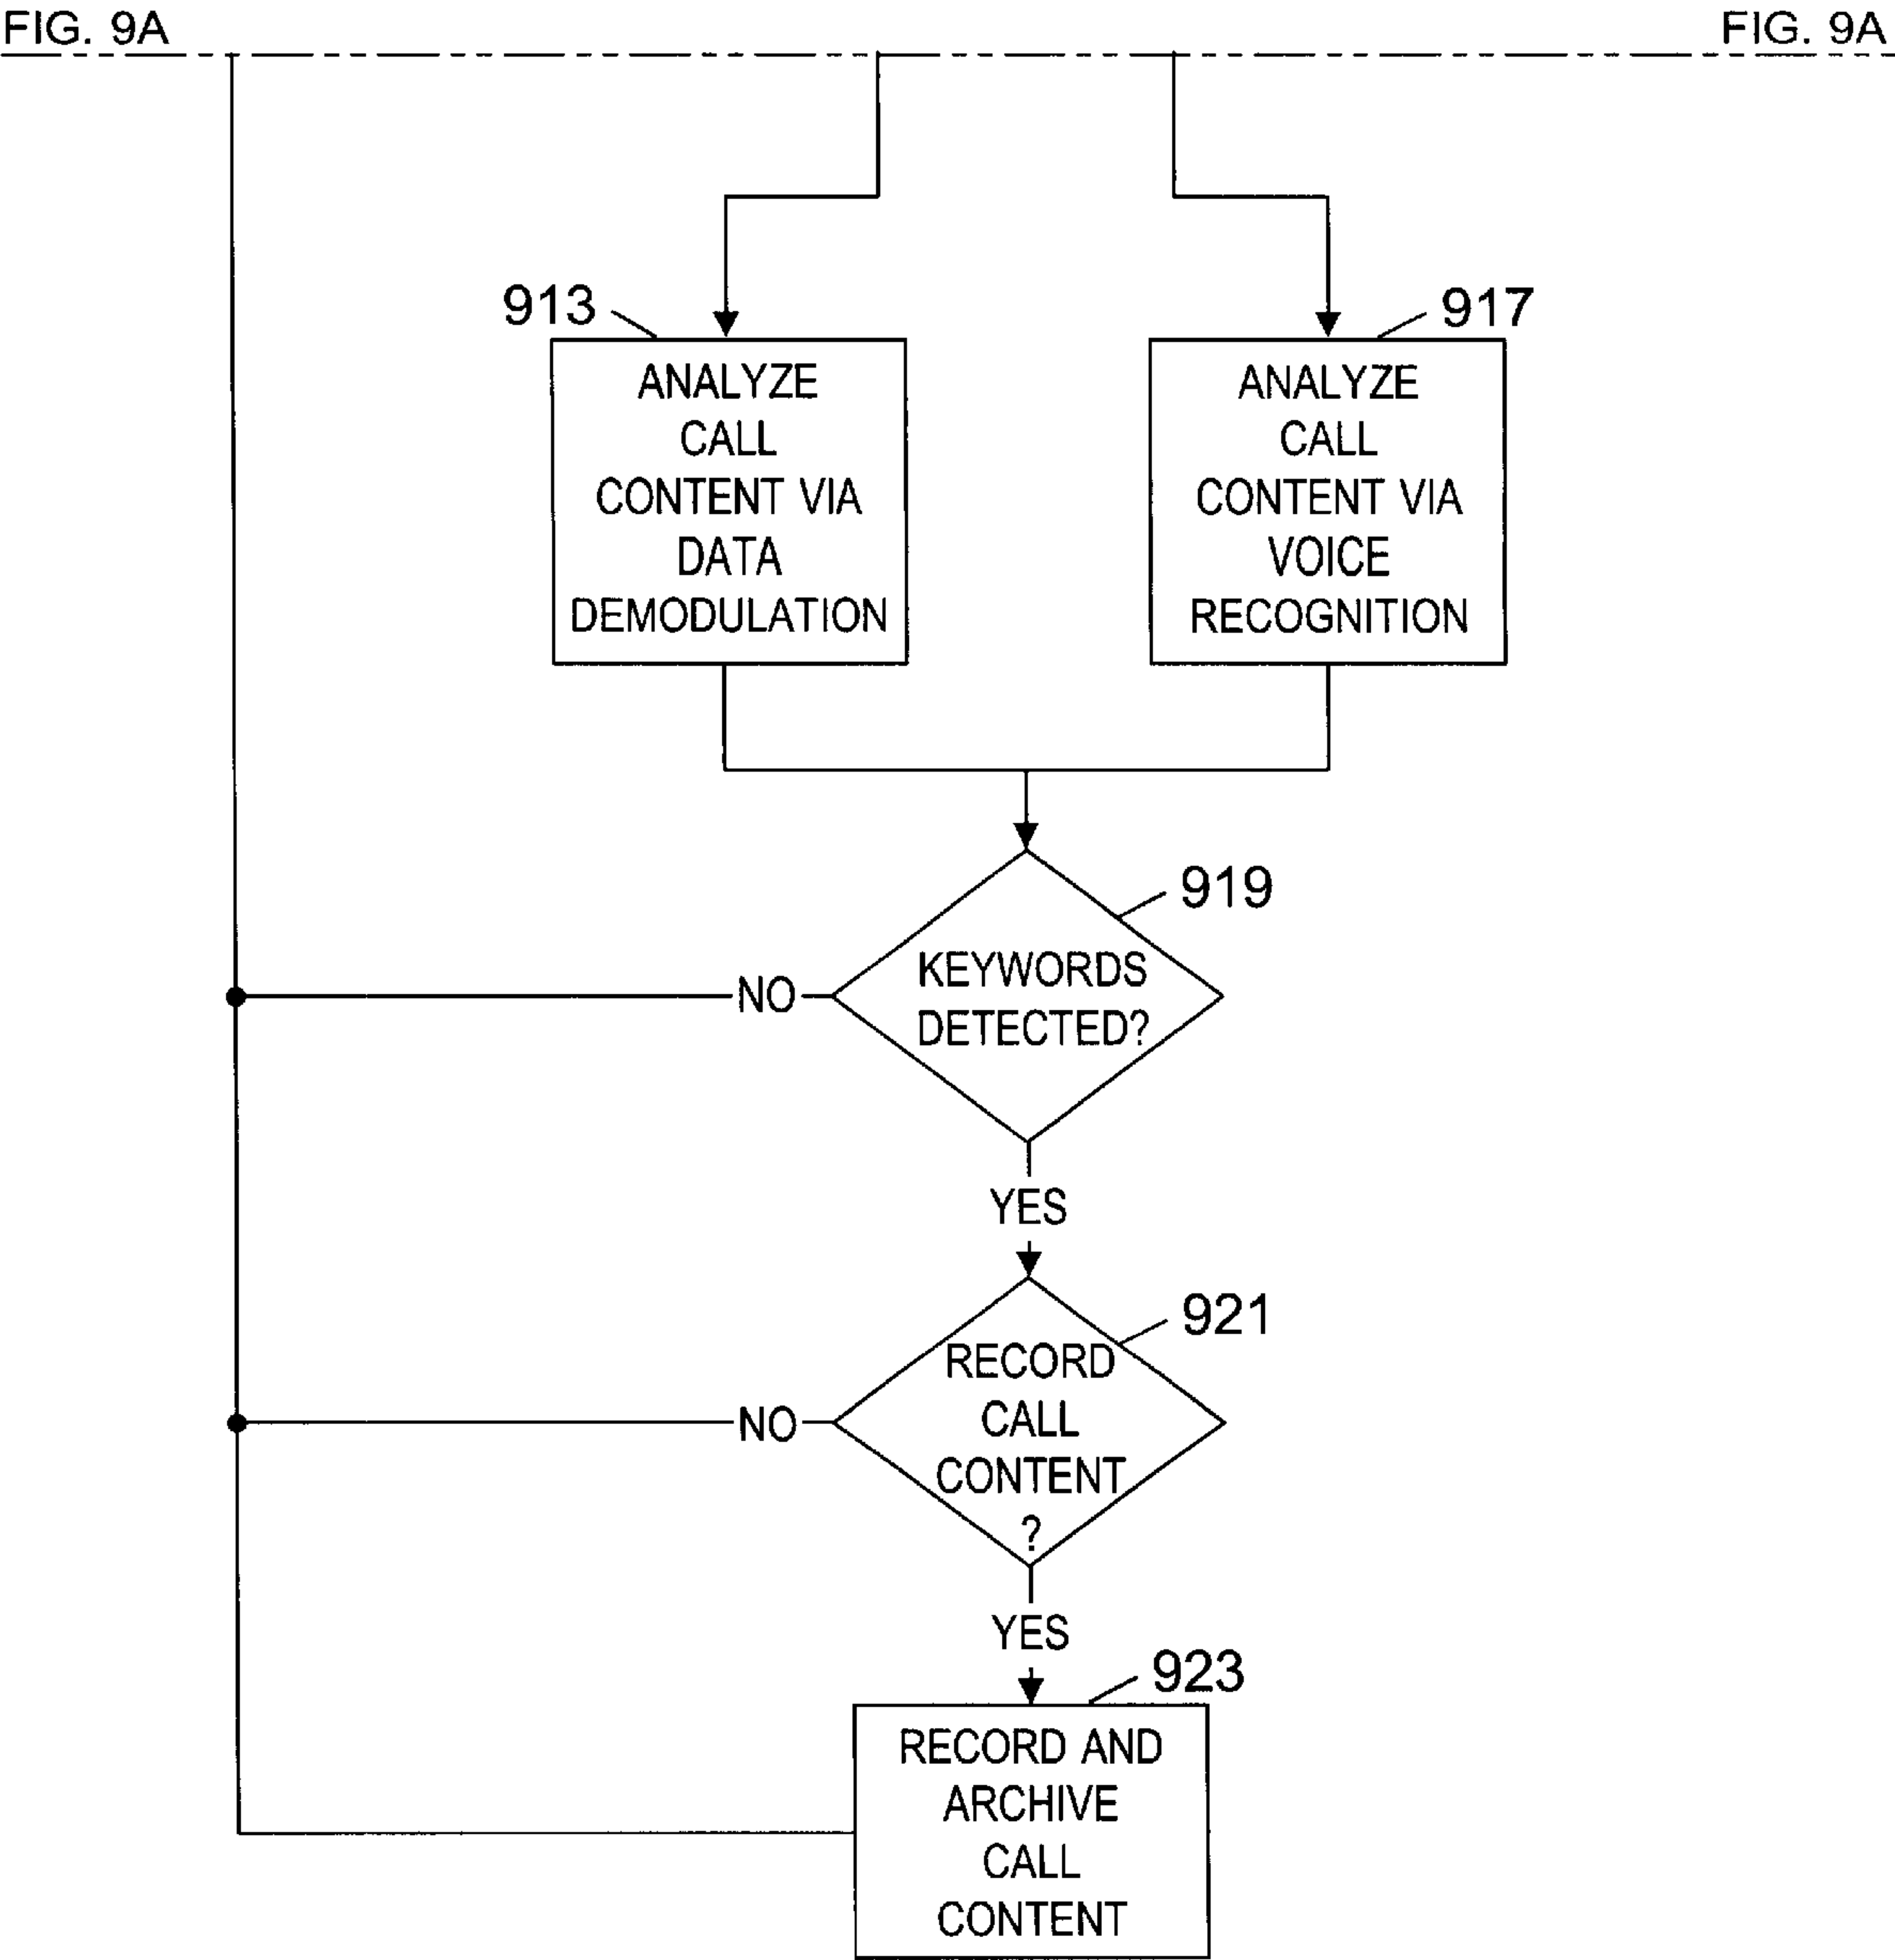 FIG. 9A
FIG. 9A
913
917
ANALYZE
CALL
CONTENT VIA
DATA
DEMODULATION
ANALYZE
CALL
CONTENT VIA
VOICE
RECOGNITION
919
KEYWORDS
DETECTED?
NO
YES
921
RECORD
CALL
CONTENT
?
NO
YES
923
RECORD AND
ARCHIVE
CALL
CONTENT